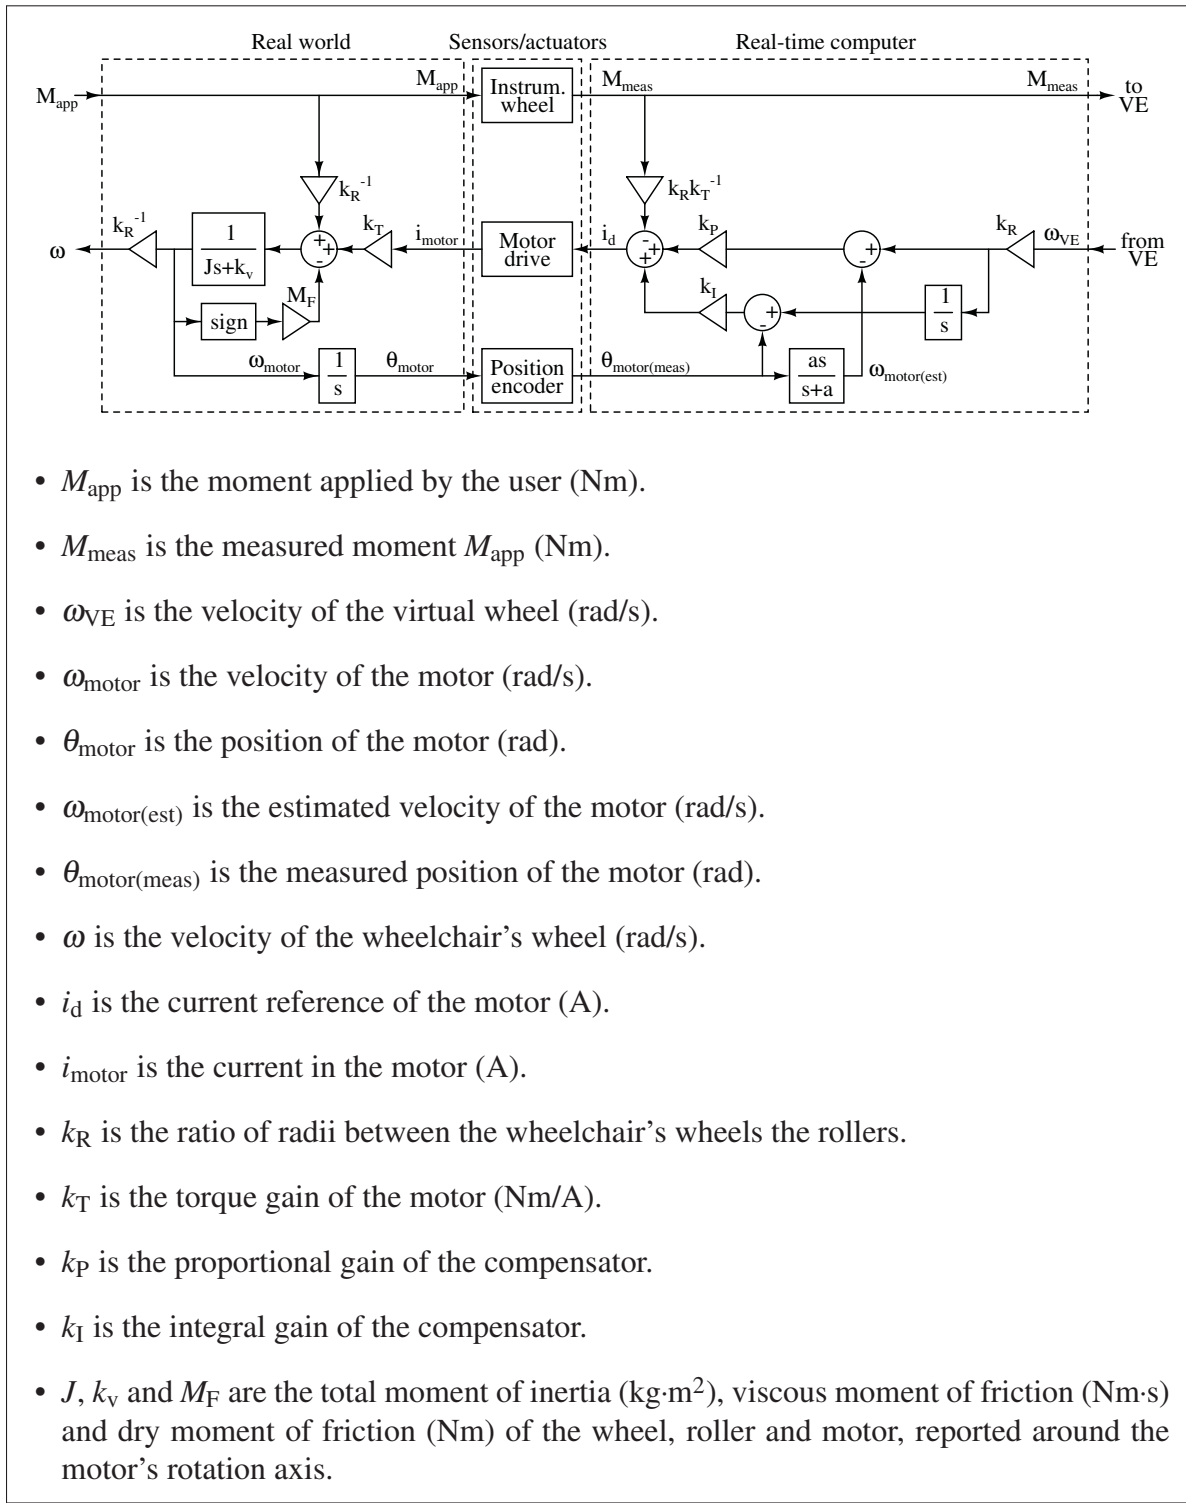 Real world Sensors/actuators Real-time computer
M_app M_app Instrum. wheel M_meas M_meas to VE
k_R^-1 k_R k_T^-1
k_R^-1 k_T i_motor Motor drive i_d k_P k_R ω_VE from VE
ω 1/(Js+k_v) + + - - + + + -
M_F k_I
sign + - 1/s
ω_motor 1/s θ_motor Position encoder θ_motor(meas) as/(s+a) ω_motor(est)
• M_app is the moment applied by the user (Nm).
• M_meas is the measured moment M_app (Nm).
• ω_VE is the velocity of the virtual wheel (rad/s).
• ω_motor is the velocity of the motor (rad/s).
• θ_motor is the position of the motor (rad).
• ω_motor(est) is the estimated velocity of the motor (rad/s).
• θ_motor(meas) is the measured position of the motor (rad).
• ω is the velocity of the wheelchair's wheel (rad/s).
• i_d is the current reference of the motor (A).
• i_motor is the current in the motor (A).
• k_R is the ratio of radii between the wheelchair's wheels the rollers.
• k_T is the torque gain of the motor (Nm/A).
• k_P is the proportional gain of the compensator.
• k_I is the integral gain of the compensator.
• J, k_v and M_F are the total moment of inertia (kg·m²), viscous moment of friction (Nm·s)
and dry moment of friction (Nm) of the wheel, roller and motor, reported around the
motor's rotation axis.